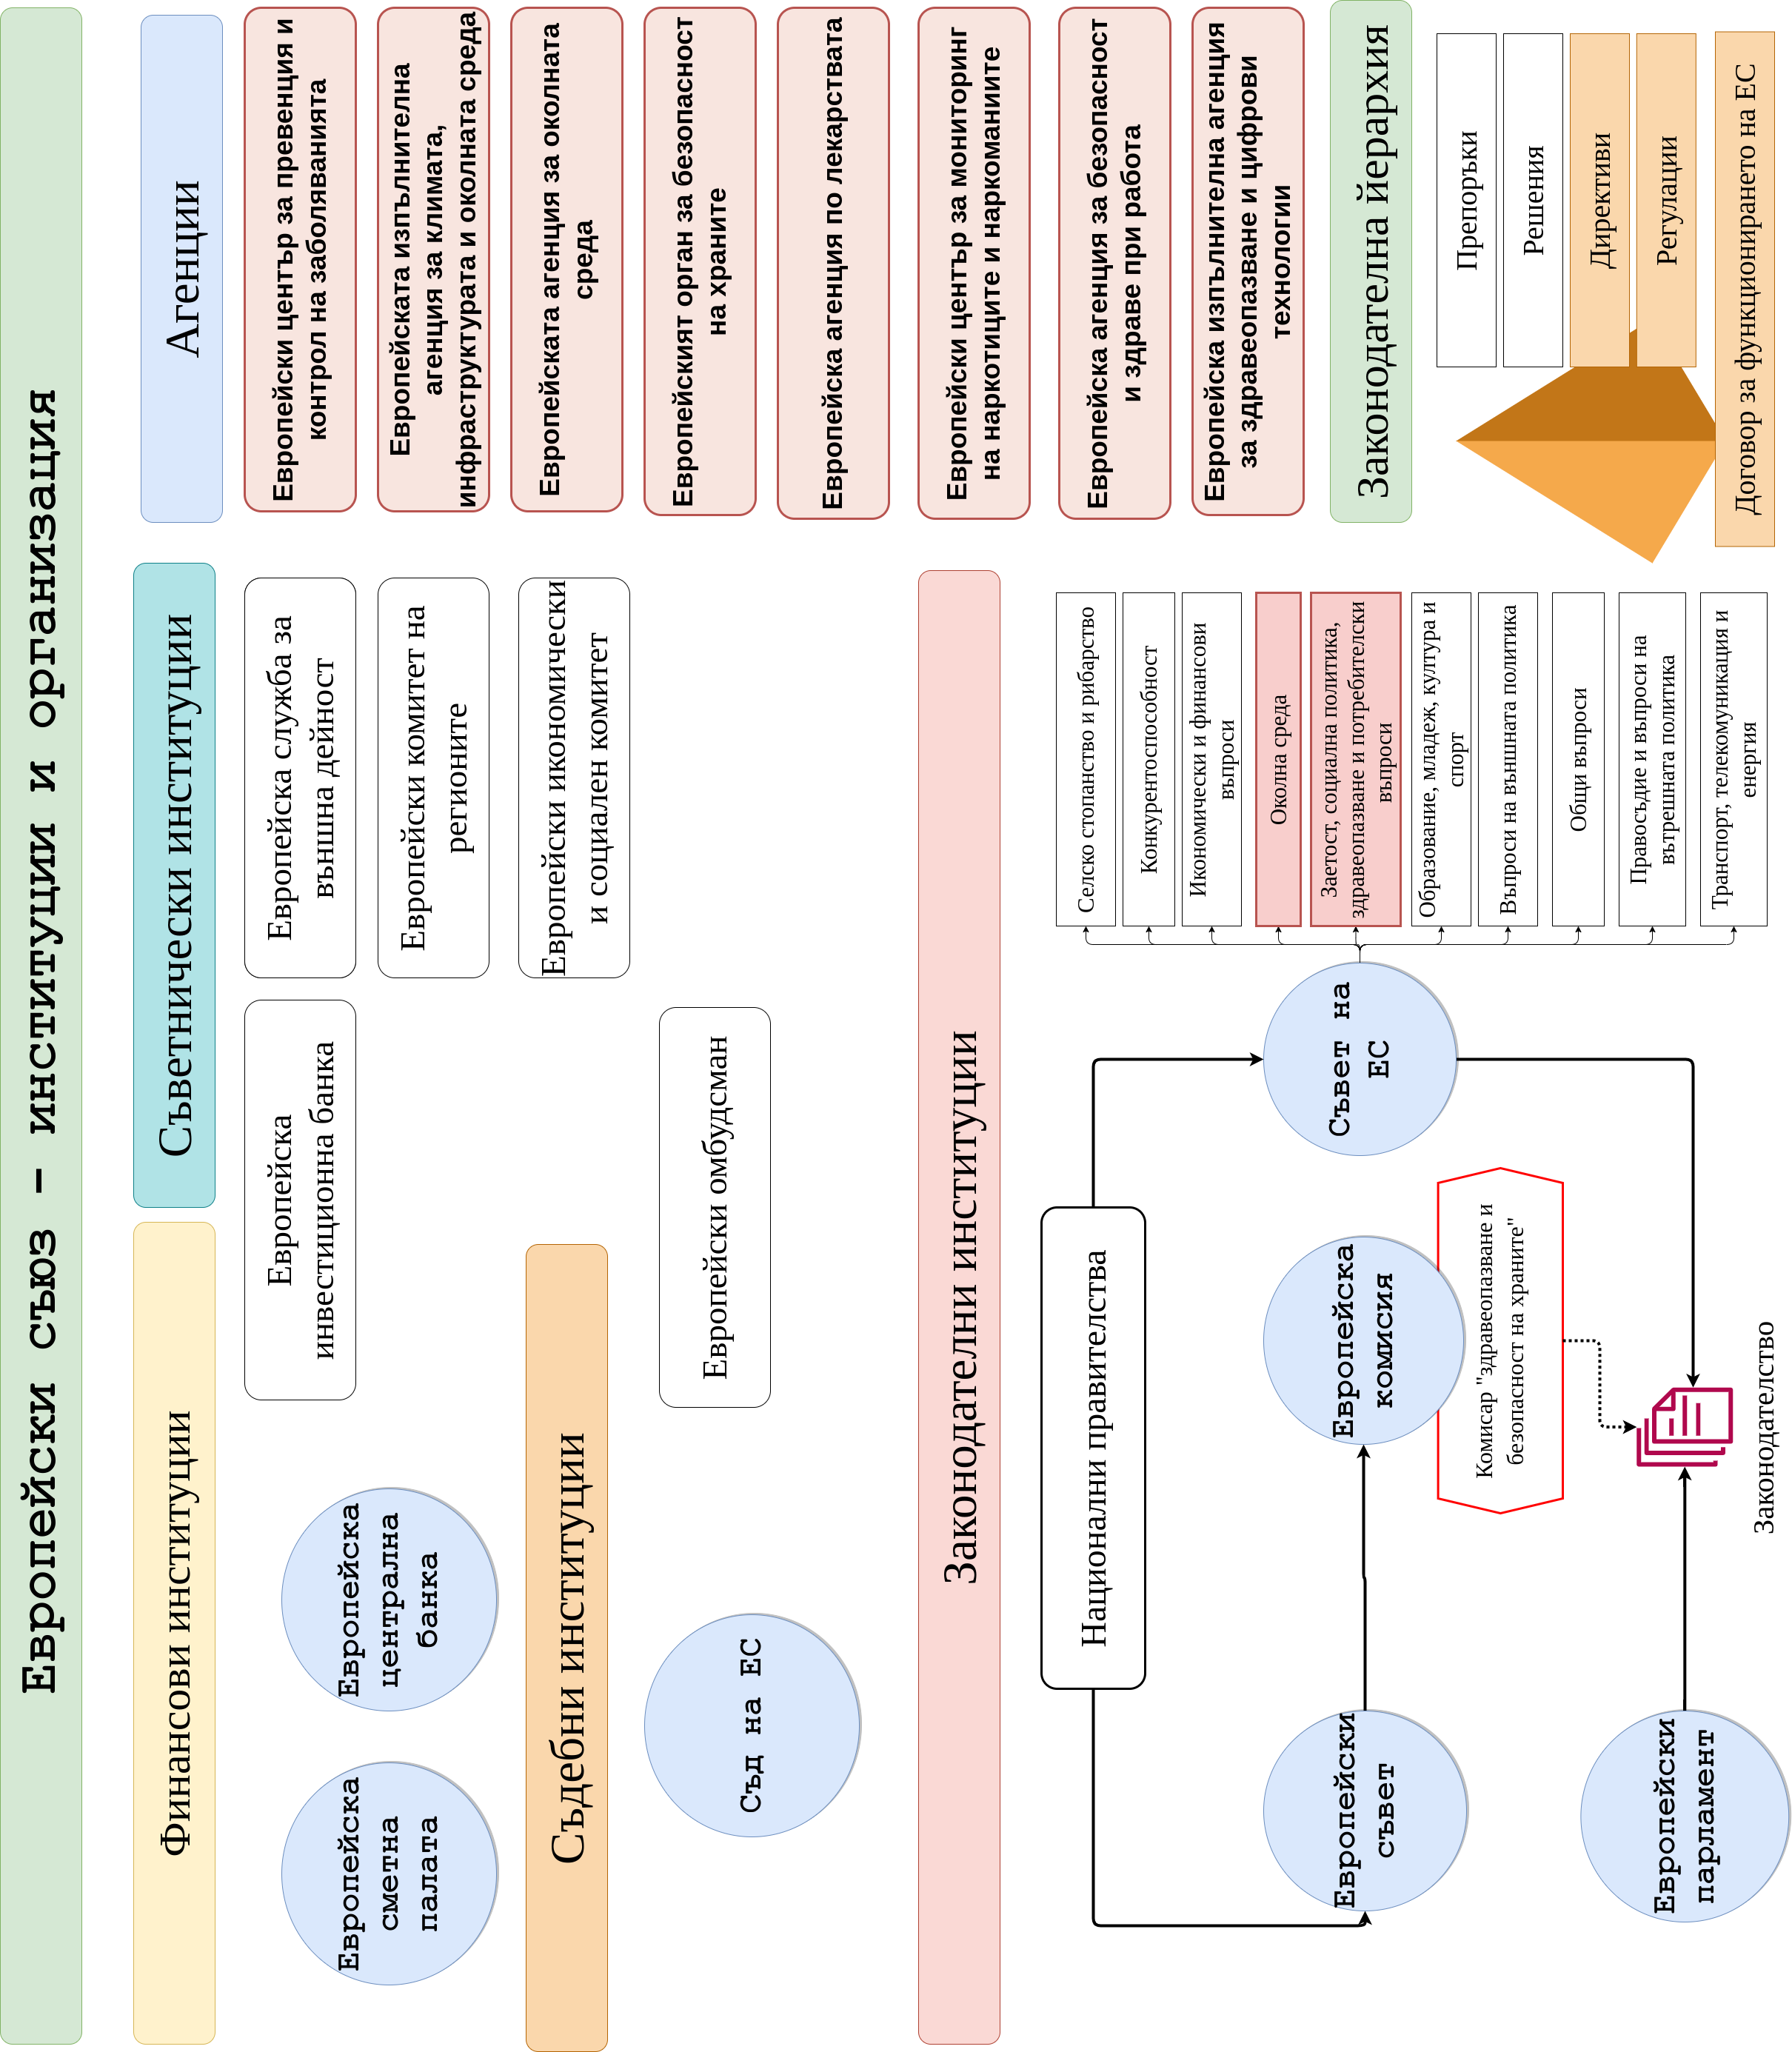 Европейски съюз – институции и организация
Финансови институции
Европейска
сметна
палата
Европейска
централна
банка
Европейска
инвестиционна банка
Съветнически институции
Европейска служба за
външна дейност
Европейски комитет на
регионите
Европейски икономически
и социален комитет
Съдебни институции
Съд на ЕС
Европейски омбудсман
Агенции
Европейски център за превенция и
контрол на заболяванията
Европейската изпълнителна
агенция за климата,
инфраструктурата и околната среда
Европейската агенция за околната
среда
Европейският орган за безопасност
на храните
Европейска агенция по лекарствата
Европейски център за мониторинг
на наркотиците и наркоманиите
Европейска агенция за безопасност
и здраве при работа
Европейска изпълнителна агенция
за здравеопазване и цифрови
технологии
Законодателни институции
Национални правителства
Европейски
съвет
Европейска
комисия
Съвет на
ЕС
Комисар "здравеопазване и
безопасност на храните"
Европейски
парламент
Законодателство
Селско стопанство и рибарство
Конкурентоспособност
Икономически и финансови
въпроси
Околна среда
Заетост, социална политика,
здравеопазване и потребителски
въпроси
Образование, младеж, култура и
спорт
Въпроси на външната политика
Общи въпроси
Правосъдие и въпроси на
вътрешната политика
Транспорт, телекомуникация и
енергия
Законодателна йерархия
Препоръки
Решения
Директиви
Регулации
Договор за функционирането на ЕС